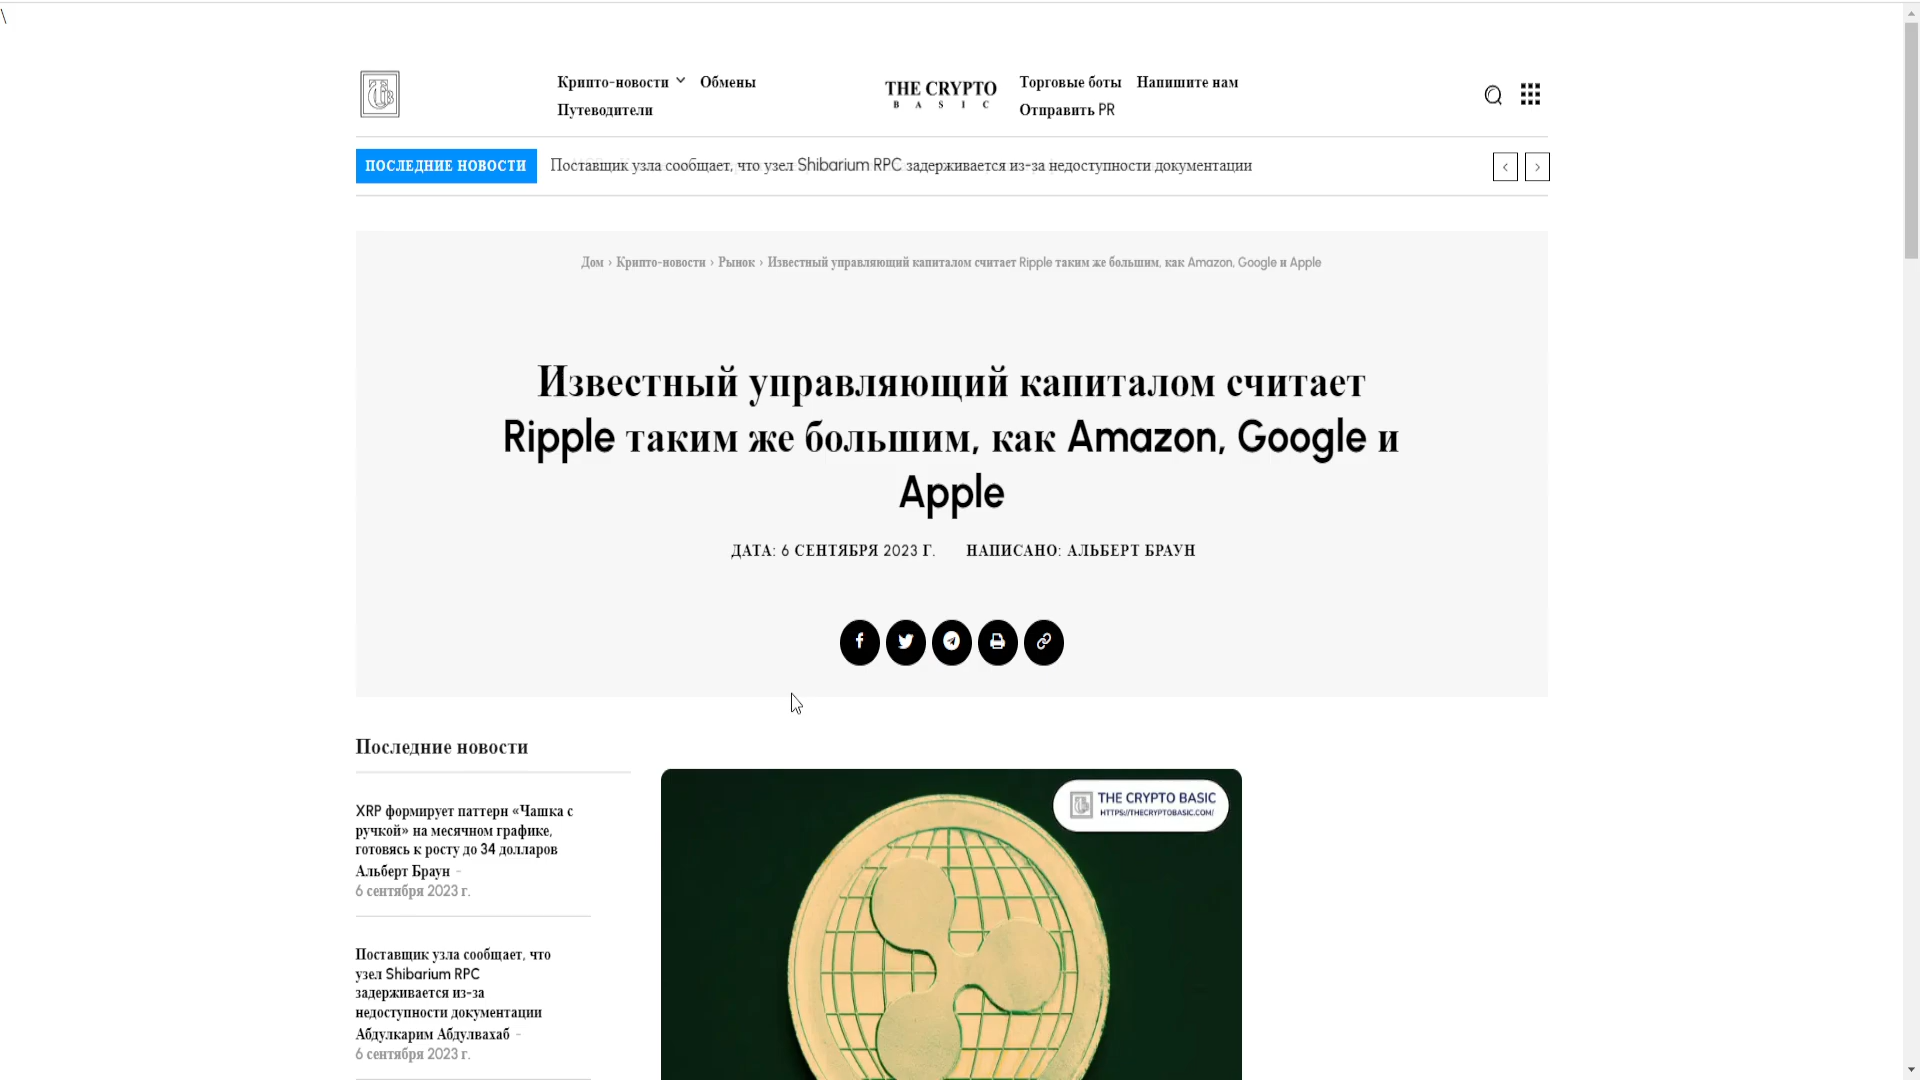 \
Крипто-новости Обмены
Путеводители
THE CRYPTO
BASIC
Торговые боты Напишите нам
Отправить PR
ПОСЛЕДНИЕ НОВОСТИ
Поставщик узла сообщает, что узел Shibarium RPC задерживается из-за недоступности документации
Дом › Крипто-новости › Рынок › Известный управляющий капиталом считает Ripple таким же большим, как Amazon, Google и Apple
Известный управляющий капиталом считает
Ripple таким же большим, как Amazon, Google и
Apple
ДАТА: 6 СЕНТЯБРЯ 2023 Г. НАПИСАНО: АЛЬБЕРТ БРАУН
Последние новости
XRP формирует паттерн «Чашка с
ручкой» на месячном графике,
готовясь к росту до 34 долларов
Альберт Браун -
6 сентября 2023 г.
Поставщик узла сообщает, что
узел Shibarium RPC
задерживается из-за
недоступности документации
Абдулкарим Абдулвахаб -
6 сентября 2023 г.
THE CRYPTO BASIC
HTTPS://THECRYPTOBASIC.COM/